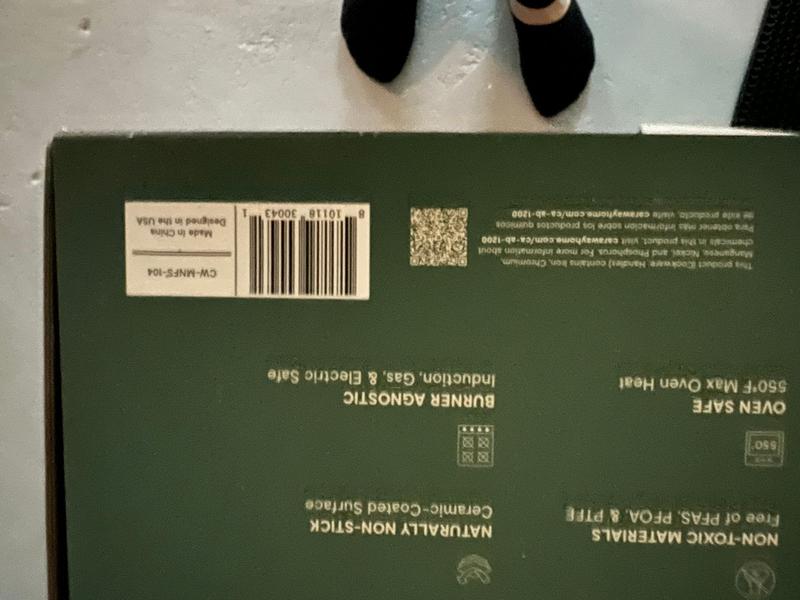 NON-TOXIC MATERIALS
Free of PFAS, PFOA, & PTFE
NATURALLY NON-STICK
Ceramic-Coated Surface
550°
OVEN SAFE
550°F Max Oven Heat
BURNER AGNOSTIC
Induction, Gas, & Electric Safe
This product (Cookware, Handles) contains Iron, Chromium,
Manganese, Nickel, and Phosphorus. For more information about
chemicals in this product, visit carawayhome.com/ca-ab-1200
Para obtener más información sobre los productos químicos
de este producto, visite carawayhome.com/ca-ab-1200
8 10118 30043 1
CW-MNFS-104
Made in China
Designed in the USA